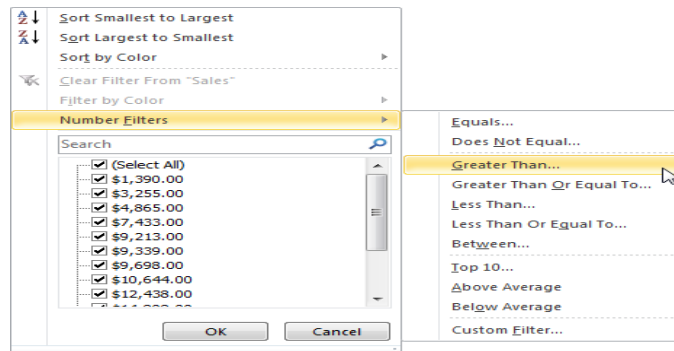 Sort Smallest to Largest
Sort Largest to Smallest
Sort by Color
Clear Filter From "Sales"
Filter by Color
Number Filters
Search
(Select All)
$1,390.00
$3,255.00
$4,865.00
$7,433.00
$9,213.00
$9,339.00
$9,698.00
$10,644.00
$12,438.00
OK Cancel
Equals...
Does Not Equal...
Greater Than...
Greater Than Or Equal To...
Less Than...
Less Than Or Equal To...
Between...
Top 10...
Above Average
Below Average
Custom Filter...